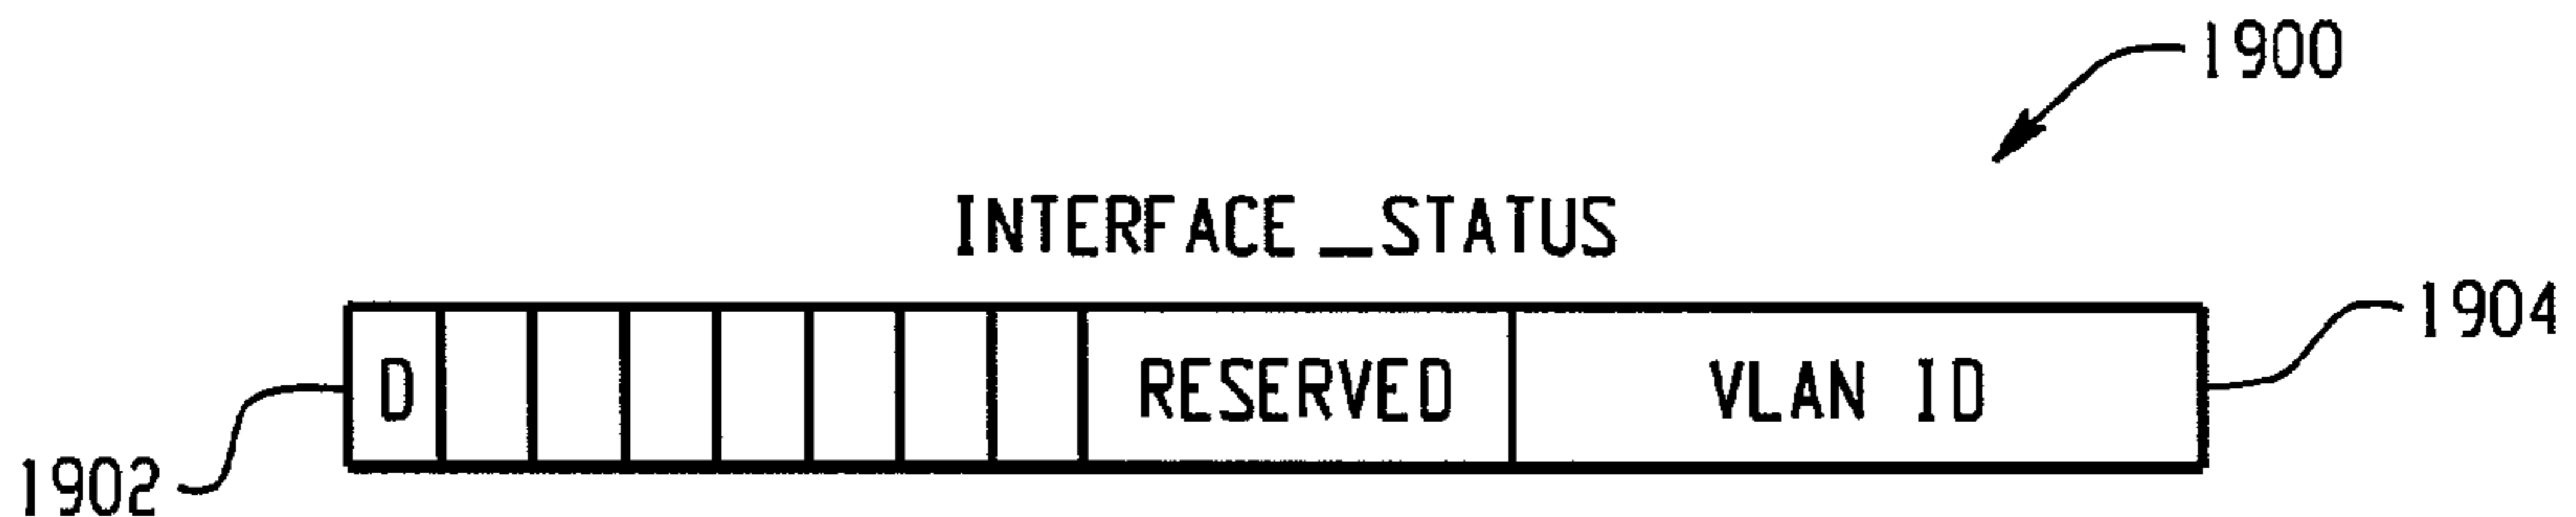 1900
INTERFACE_STATUS
1904
D RESERVED VLAN ID
1902